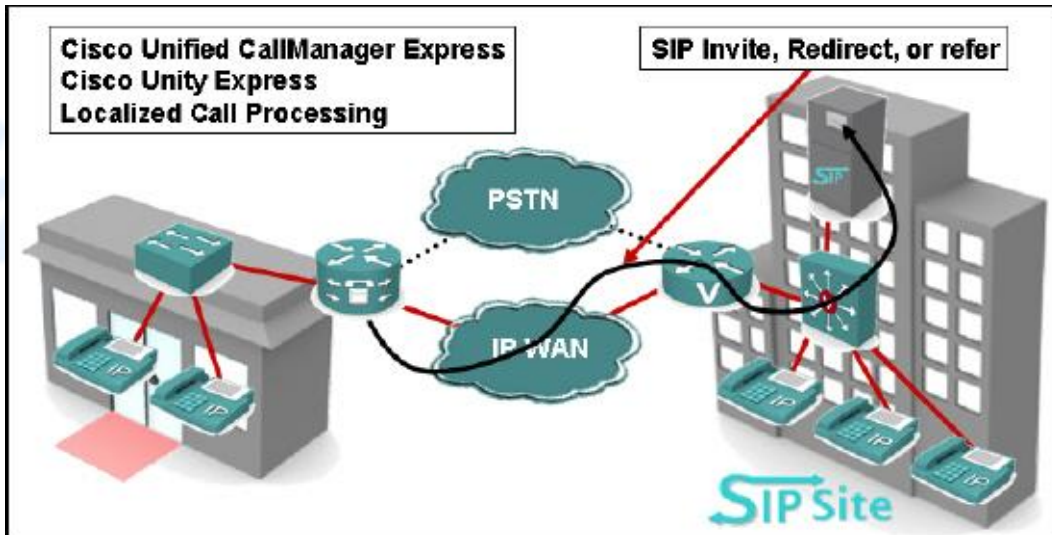 Cisco Unified CallManager Express
Cisco Unity Express
Localized Call Processing
SIP Invite, Redirect, or refer
PSTN
SIP
IP WAN
V
IP
IP
IP
IP
IP
SIP Site